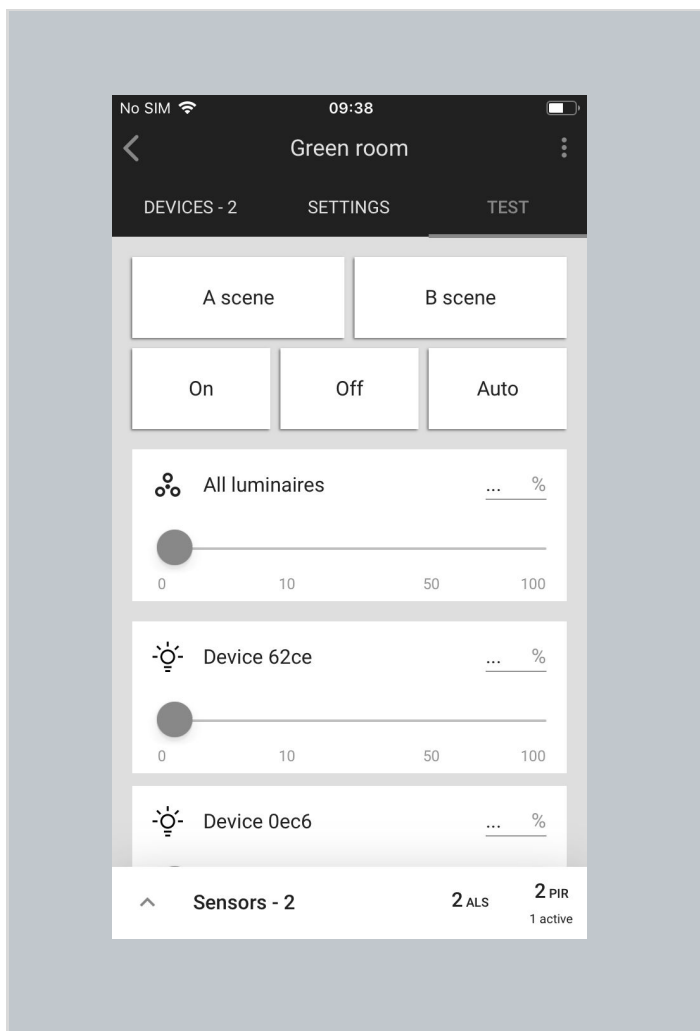 No SIM 09:38
Green room
DEVICES - 2 SETTINGS TEST
A scene B scene
On Off Auto
All luminaires ... %
0 10 50 100
Device 62ce ... %
0 10 50 100
Device 0ec6 ... %
Sensors - 2 2 ALS 2 PIR
1 active